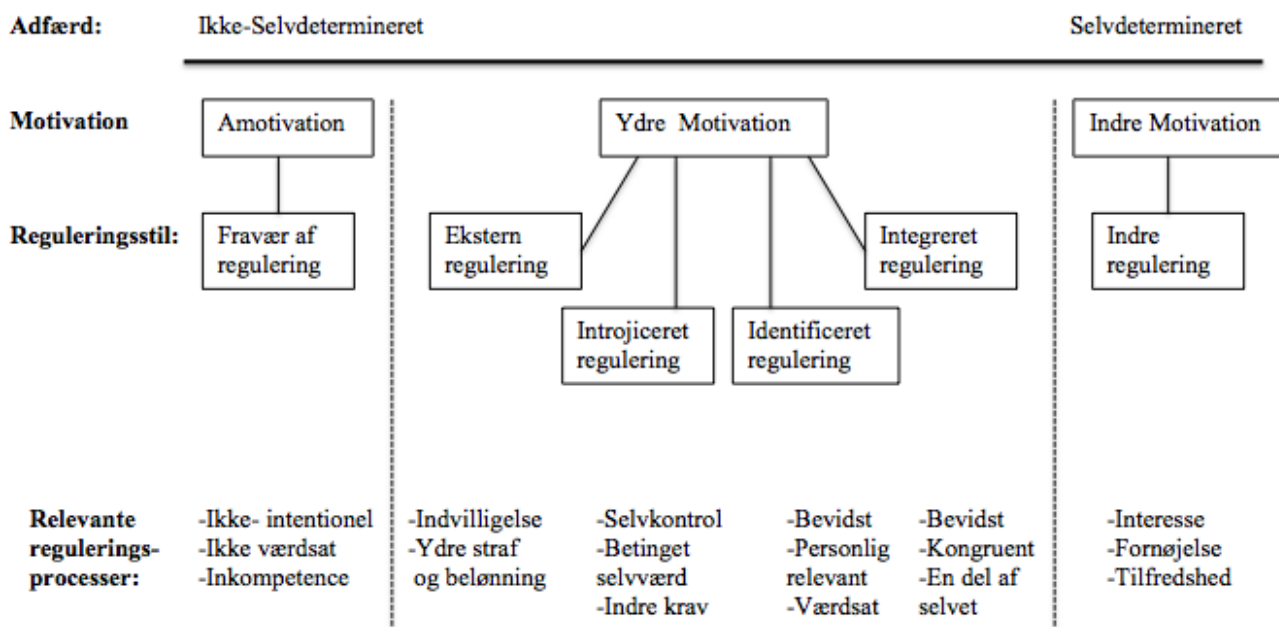 Adfærd: Ikke-Selvdetermineret Selvdetermineret
Motivation Amotivation Ydre Motivation Indre Motivation
Reguleringsstil: Fravær af Ekstern Integreret Indre
regulering regulering regulering regulering
Introjiceret Identificeret
regulering regulering
Relevante -Ikke- intentionel -Indvilligelse -Selvkontrol -Bevidst -Bevidst -Interesse
regulerings- -Ikke værdsat -Ydre straf -Betinget -Personlig -Kongruent -Fornøjelse
processer: -Inkompetence og belønning selvværd relevant -En del af -Tilfredshed
-Indre krav -Værdsat selvet